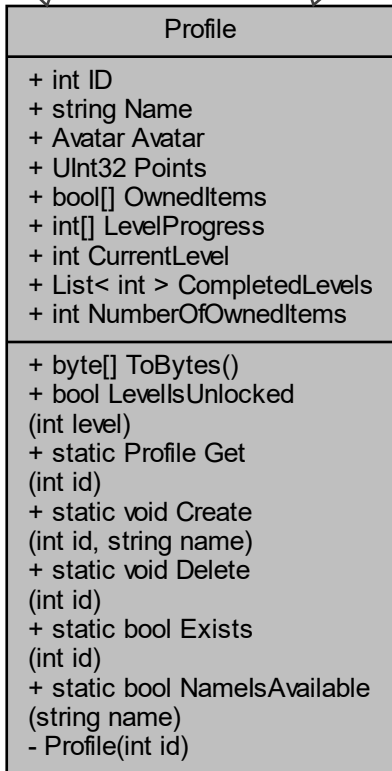 Profile
+ int ID
+ string Name
+ Avatar Avatar
+ UInt32 Points
+ bool[] OwnedItems
+ int[] LevelProgress
+ int CurrentLevel
+ List< int > CompletedLevels
+ int NumberOfOwnedItems
+ byte[] ToBytes()
+ bool LevelIsUnlocked
(int level)
+ static Profile Get
(int id)
+ static void Create
(int id, string name)
+ static void Delete
(int id)
+ static bool Exists
(int id)
+ static bool NameIsAvailable
(string name)
- Profile(int id)